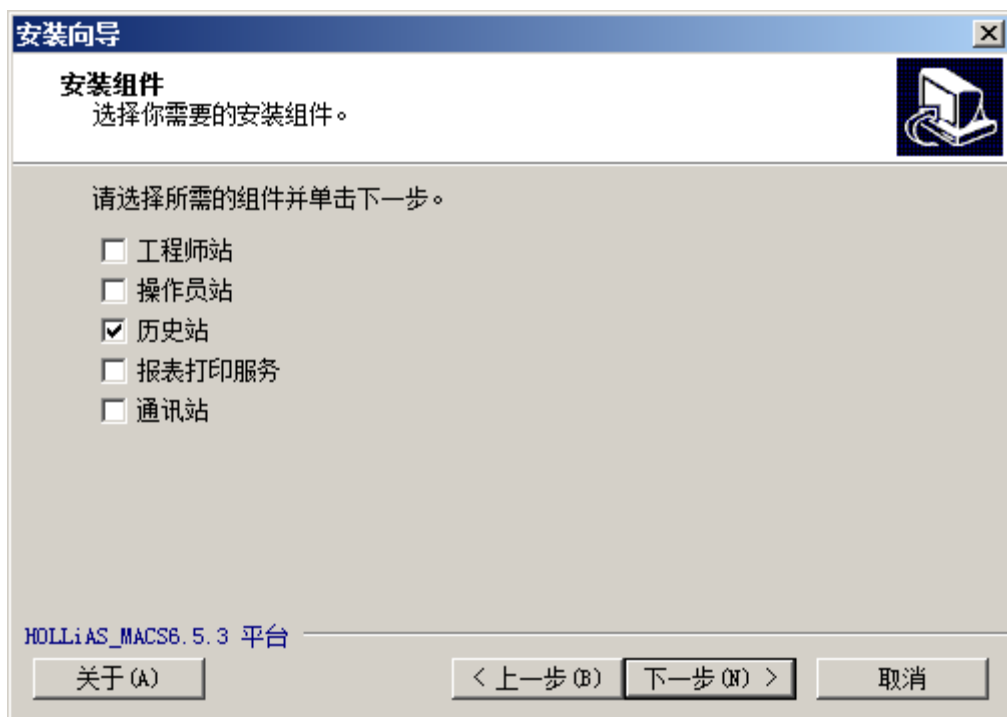 安装向导
安装组件
选择你需要的安装组件。
请选择所需的组件并单击下一步。
工程师站
操作员站
历史站
报表打印服务
通讯站
HOLLiAS_MACS6.5.3 平台
关于(A) < 上一步(B) 下一步(N) > 取消